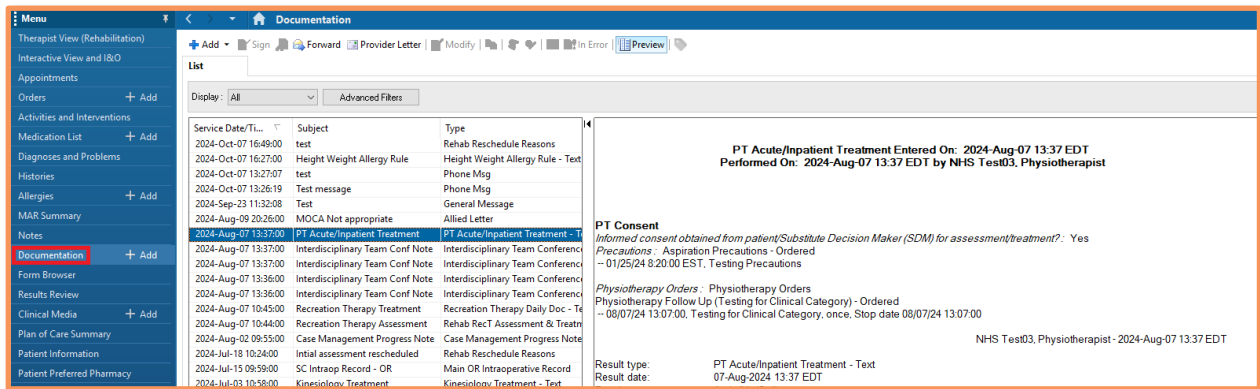 Menu
Documentation
Therapist View (Rehabilitation)
Interactive View and I&O
Appointments
Orders + Add
Activities and Interventions
Medication List + Add
Diagnoses and Problems
Histories
Allergies + Add
MAR Summary
Notes
Documentation + Add
Form Browser
Results Review
Clinical Media + Add
Plan of Care Summary
Patient Information
Patient Preferred Pharmacy
Add Sign Forward Provider Letter Modify In Error Preview
List
Display : All Advanced Filters
Service Date/Ti... Subject Type
2024-Oct-07 16:49:00 test Rehab Reschedule Reasons
2024-Oct-07 16:27:00 Height Weight Allergy Rule Height Weight Allergy Rule - Text
2024-Oct-07 13:27:07 test Phone Msg
2024-Oct-07 13:26:19 Test message Phone Msg
2024-Sep-23 11:32:08 Test General Message
2024-Aug-09 20:26:00 MOCA Not appropriate Allied Letter
2024-Aug-07 13:37:00 PT Acute/Inpatient Treatment PT Acute/Inpatient Treatment - T
2024-Aug-07 13:37:00 Interdisciplinary Team Conf Note Interdisciplinary Team Conferenc
2024-Aug-07 13:37:00 Interdisciplinary Team Conf Note Interdisciplinary Team Conferenc
2024-Aug-07 13:36:00 Interdisciplinary Team Conf Note Interdisciplinary Team Conferenc
2024-Aug-07 13:36:00 Interdisciplinary Team Conf Note Interdisciplinary Team Conferenc
2024-Aug-07 10:45:00 Recreation Therapy Treatment Recreation Therapy Daily Doc - Te
2024-Aug-07 10:44:00 Recreation Therapy Assessment Rehab RecT Assessment & Treatm
2024-Aug-02 09:55:00 Case Management Progress Note Case Management Progress Note
2024-Jul-18 10:24:00 Intial assessment rescheduled Rehab Reschedule Reasons
2024-Jul-15 09:59:00 SC Intraop Record - OR Main OR Intraoperative Record
2024-Jul-03 10:58:00 Kinesiology Treatment Kinesiology Treatment - Text
PT Acute/Inpatient Treatment Entered On: 2024-Aug-07 13:37 EDT
Performed On: 2024-Aug-07 13:37 EDT by NHS Test03, Physiotherapist
PT Consent
Informed consent obtained from patient/Substitute Decision Maker (SDM) for assessment/treatment? : Yes
Precautions : Aspiration Precautions - Ordered
-- 01/25/24 8:20:00 EST, Testing Precautions
Physiotherapy Orders : Physiotherapy Orders
Physiotherapy Follow Up (Testing for Clinical Category) - Ordered
-- 08/07/24 13:07:00, Testing for Clinical Category, once, Stop date 08/07/24 13:07:00
NHS Test03, Physiotherapist - 2024-Aug-07 13:37 EDT
Result type: PT Acute/Inpatient Treatment - Text
Result date: 07-Aug-2024 13:37 EDT